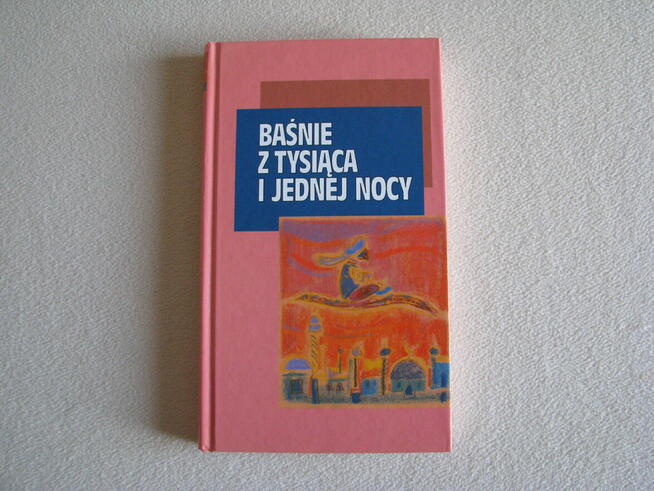 BAŚNIE
Z TYSIĄCA
I JEDNEJ NOCY